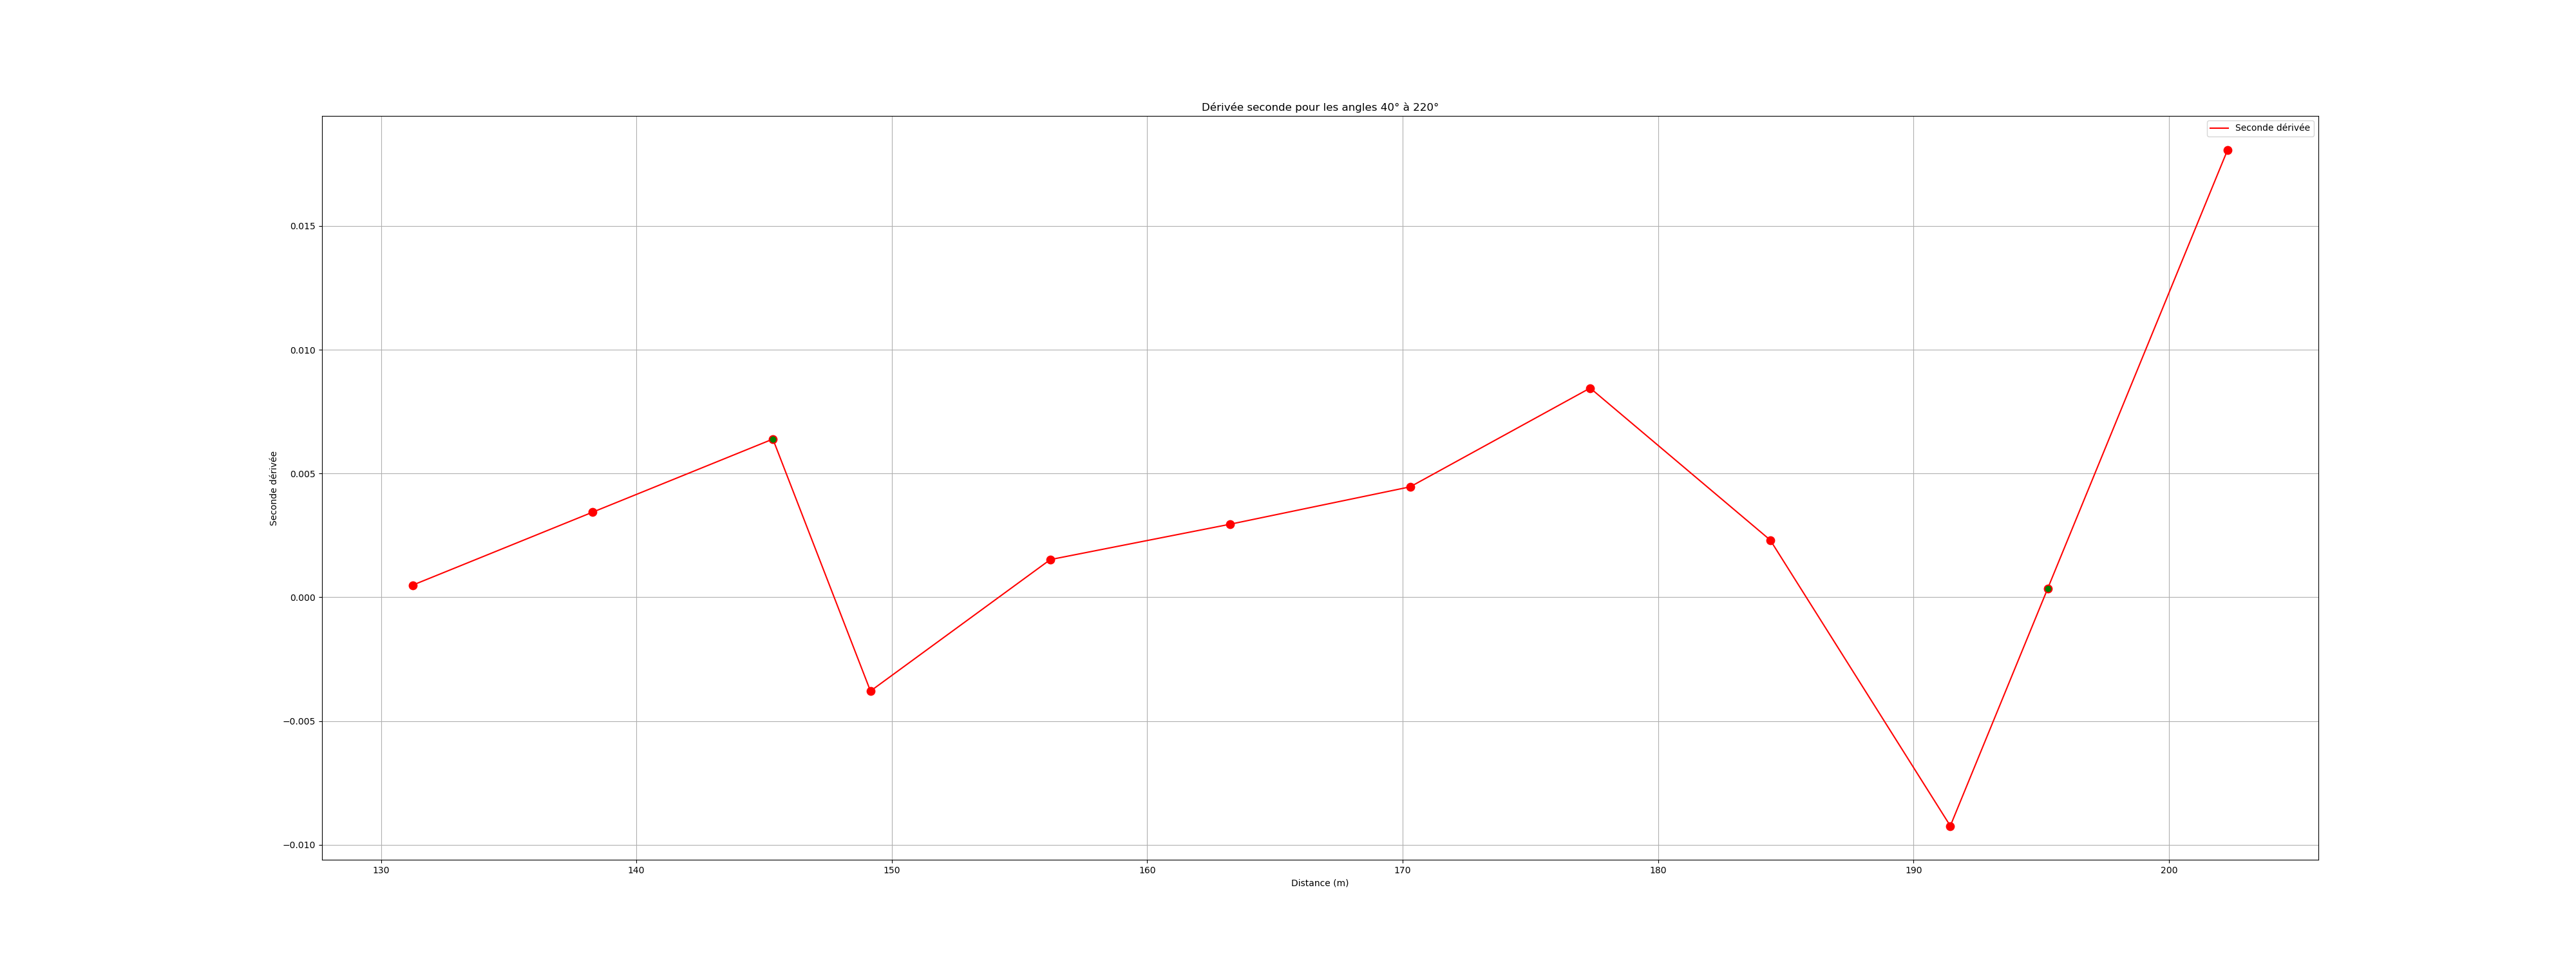 Dérivée seconde pour les angles 40° à 220°
Seconde dérivée
0.015
0.010
0.005
0.000
−0.005
−0.010
Seconde dérivée
130 140 150 160 170 180 190 200
Distance (m)